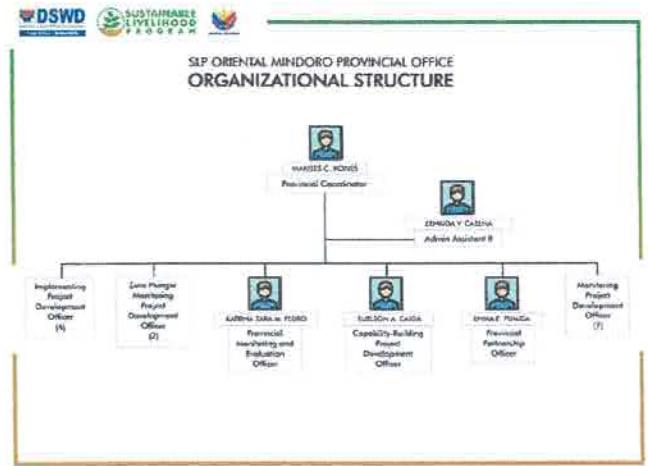 DSWD
SUSTAINABLE
LIVELIHOOD
PROGRAM
SLP ORIENTAL MINDORO PROVINCIAL OFFICE
ORGANIZATIONAL STRUCTURE
Provincial Coordinator
Admin Assistant II
Implementing
Project
Development
Officer
(4)
Zero Hunger
Monitoring
Project
Development
Officer
(2)
Provincial
Monitoring and
Evaluation
Officer
Capability-Building
Project
Development
Officer
Provincial
Partnership
Officer
Monitoring
Project
Development
Officer
(7)